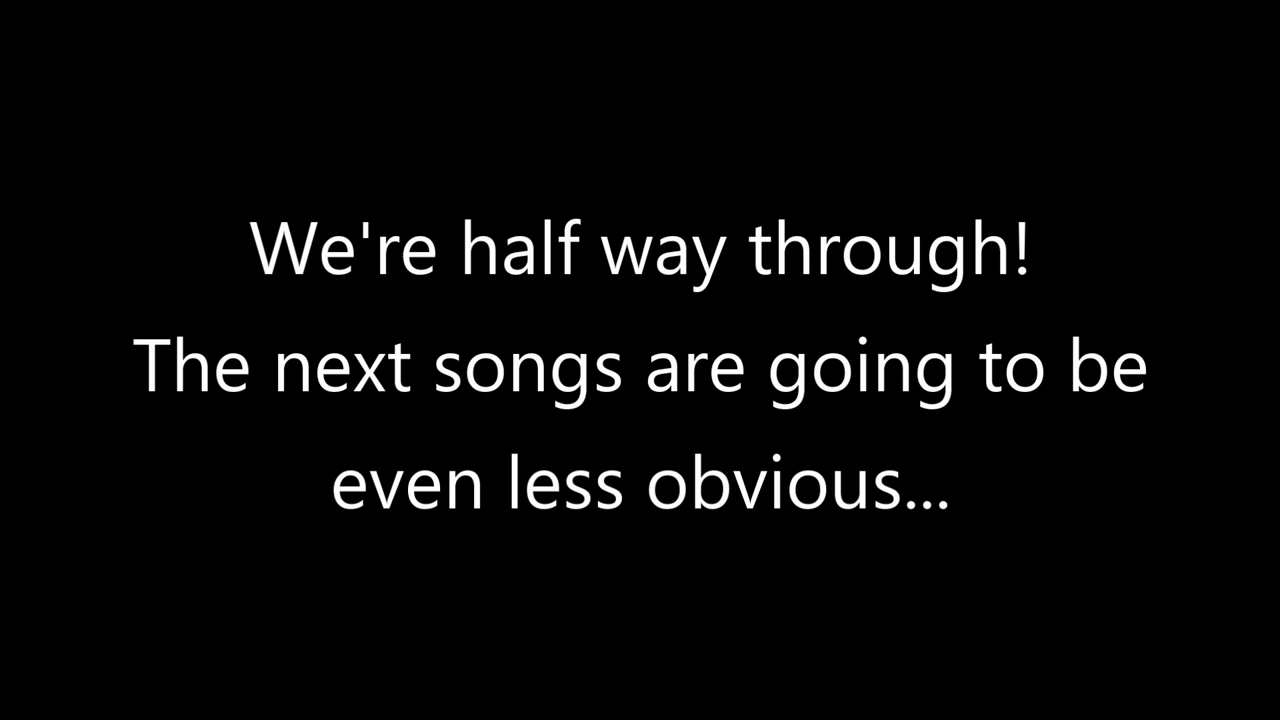 We're half way through!
The next songs are going to be
even less obvious...